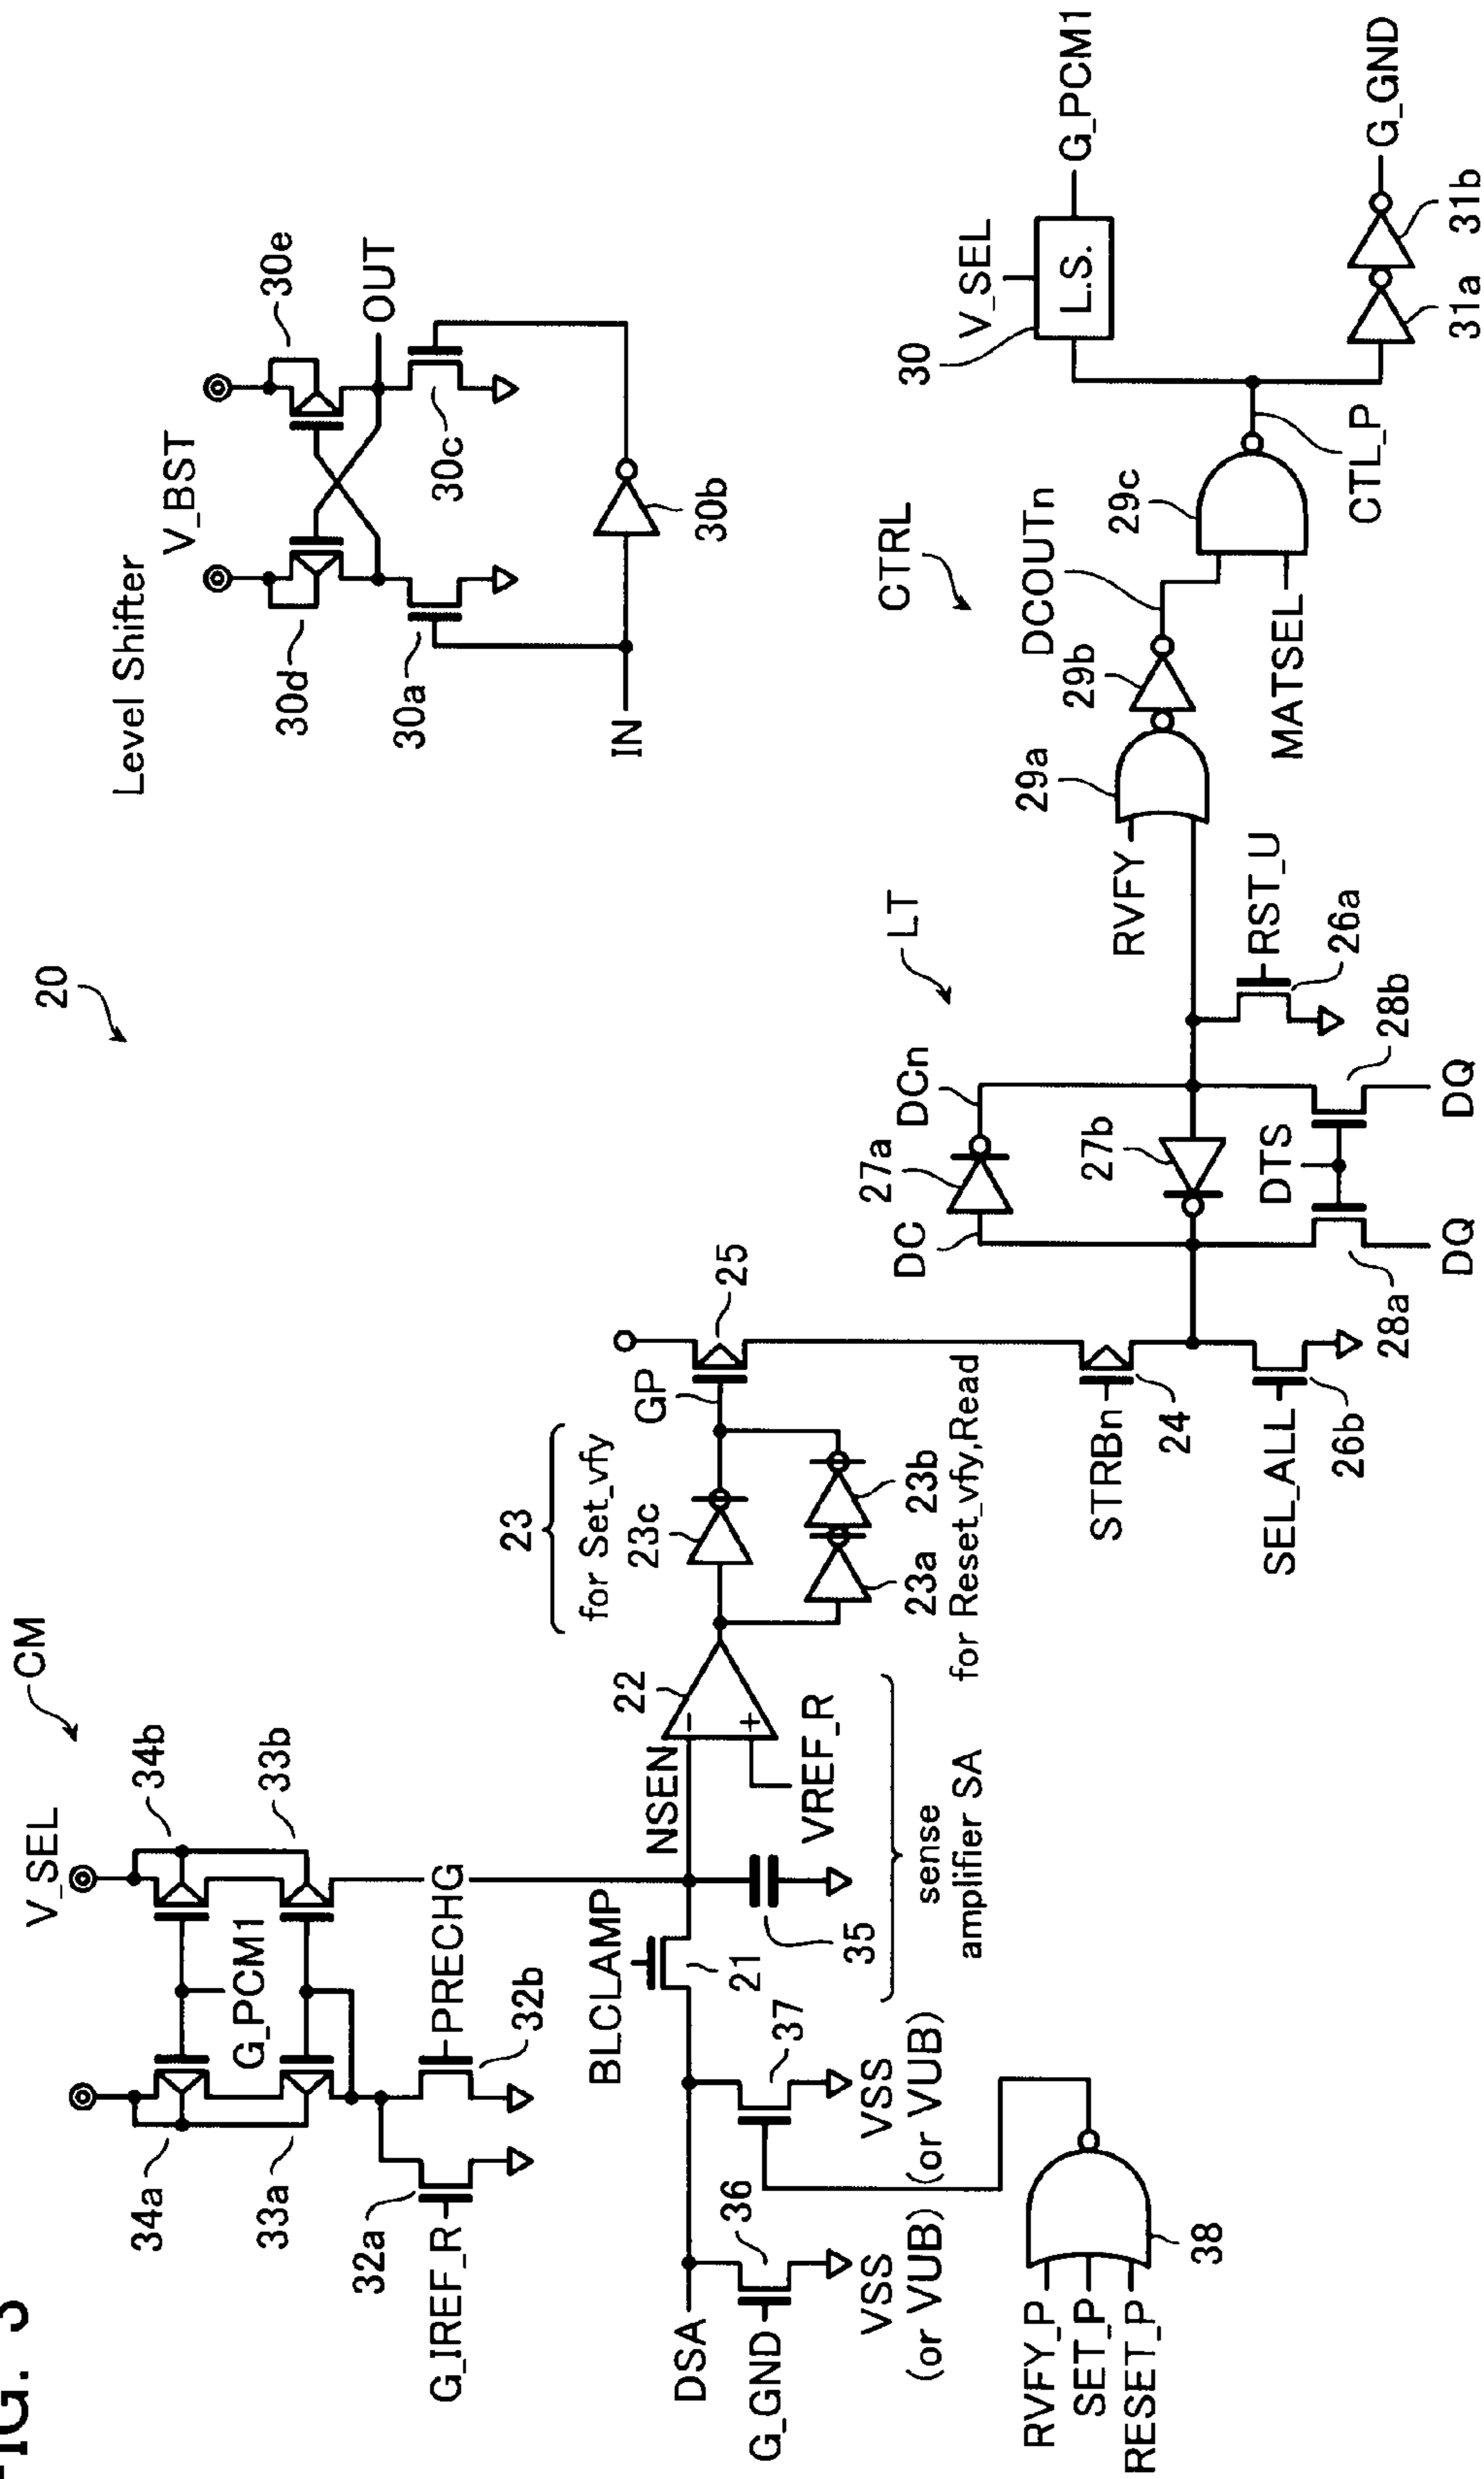 FIG. 3
20
CM
V_SEL
34b
33b
34a
33a
G_PCM1
PRECHG
32b
32a
G_IREF_R
Level Shifter
V_BST
30d
30e
OUT
30a
30c
30b
IN
BLCLAMP
21
NSEN
22
VREF_R
35
sense
amplifier SA
23
for Set_vfy
23c
23a
23b
for Reset_vfy,Read
GP
25
DSA
G_GND
36
37
VSS
(or VUB)
VSS
(or VUB)
RVFY_P
SET_P
RESET_P
38
STRBn
24
SEL_ALL
26b
LT
DC
27a
DCn
27b
DTS
28a
28b
DQ
DQ
RST_U
26a
CTRL
RVFY
29a
29b
DCOUTn
MATSEL
29c
CTL_P
30
V_SEL
L.S.
G_PCM1
31a
31b
G_GND